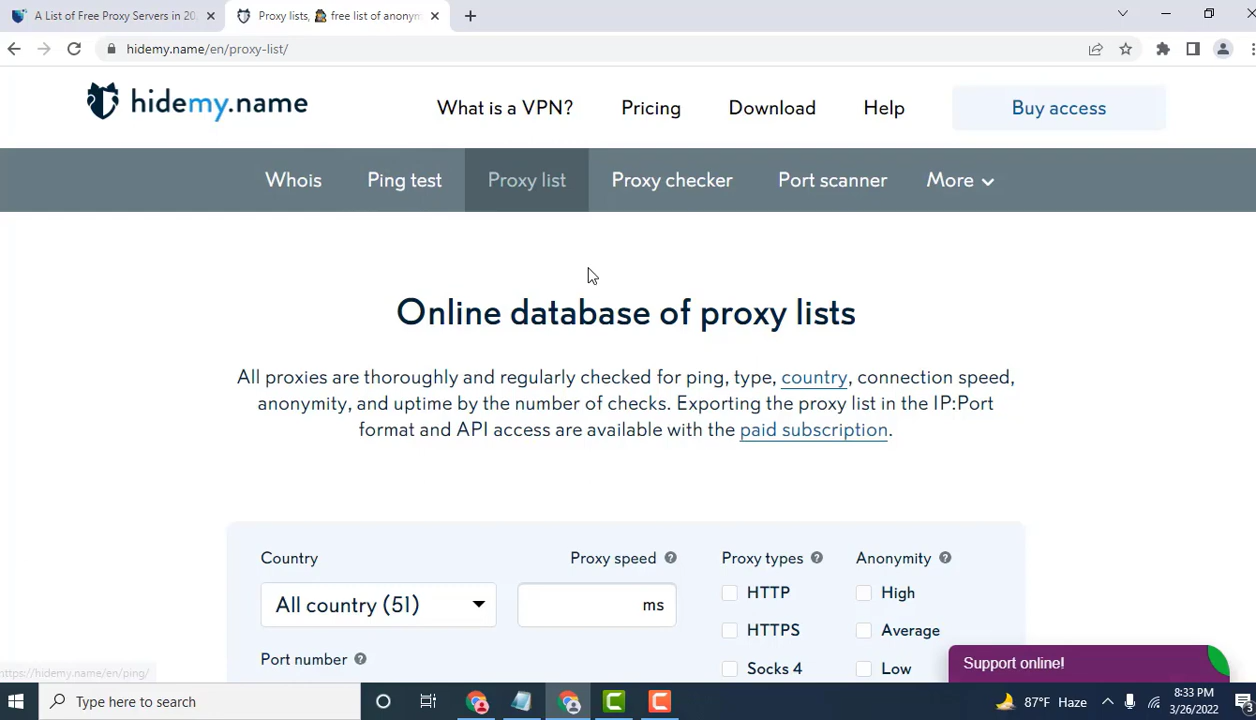 A List of Free Proxy Servers in 20
Proxy lists, free list of anonym
hidemy.name/en/proxy-list/
hidemy.name
What is a VPN?
Pricing
Download
Help
Buy access
Whois
Ping test
Proxy list
Proxy checker
Port scanner
More
Online database of proxy lists
All proxies are thoroughly and regularly checked for ping, type, country, connection speed,
anonymity, and uptime by the number of checks. Exporting the proxy list in the IP:Port
format and API access are available with the paid subscription.
Country
Proxy speed
Proxy types
Anonymity
All country (51)
ms
HTTP
High
HTTPS
Average
Port number
Socks 4
Low
Support online!
https://hidemy.name/en/ping/
Type here to search
87°F Haze
8:33 PM
3/26/2022
3